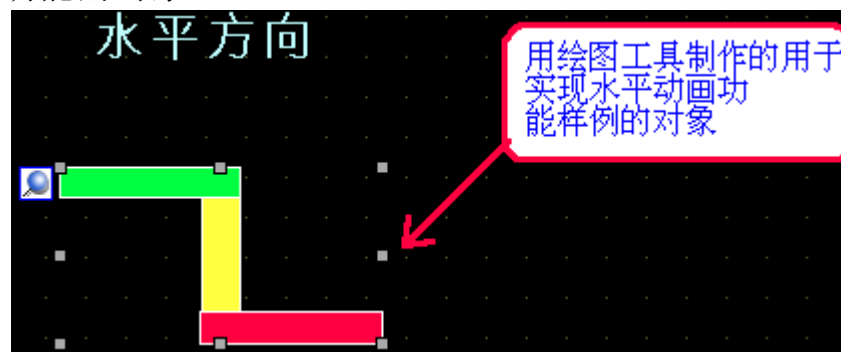 水平方向
用绘图工具制作的用于
实现水平动画功
能样例的对象